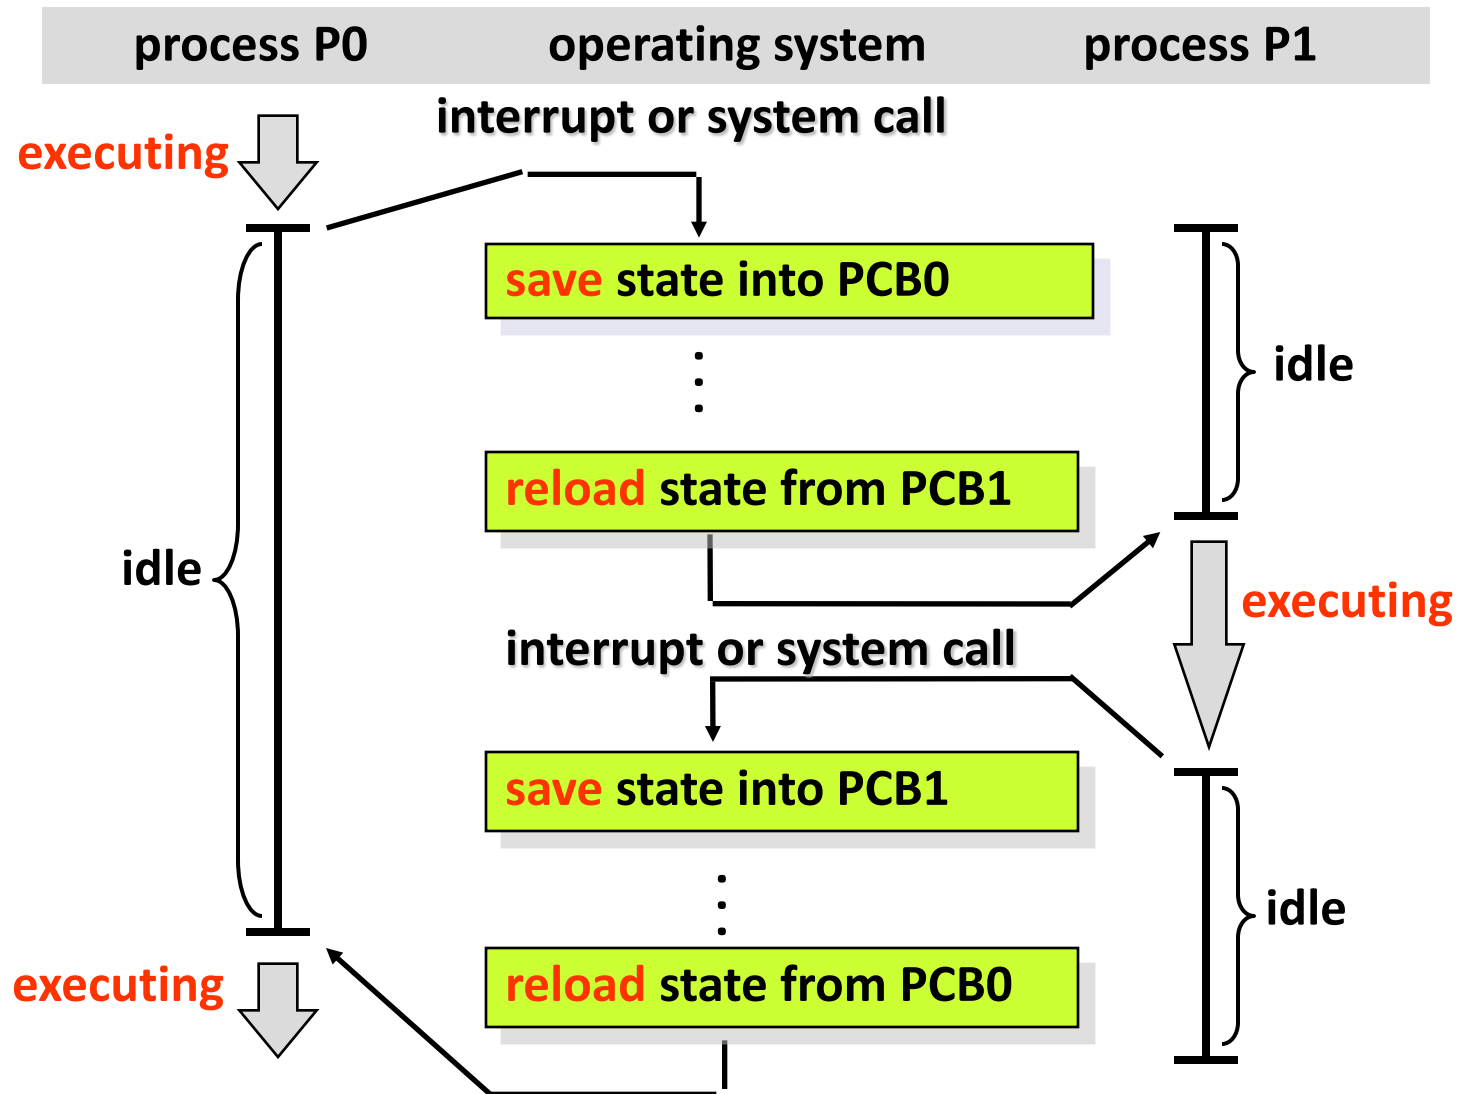 process P0 operating system process P1
interrupt or system call
executing
save state into PCB0
idle
reload state from PCB1
idle
executing
interrupt or system call
save state into PCB1
idle
reload state from PCB0
executing